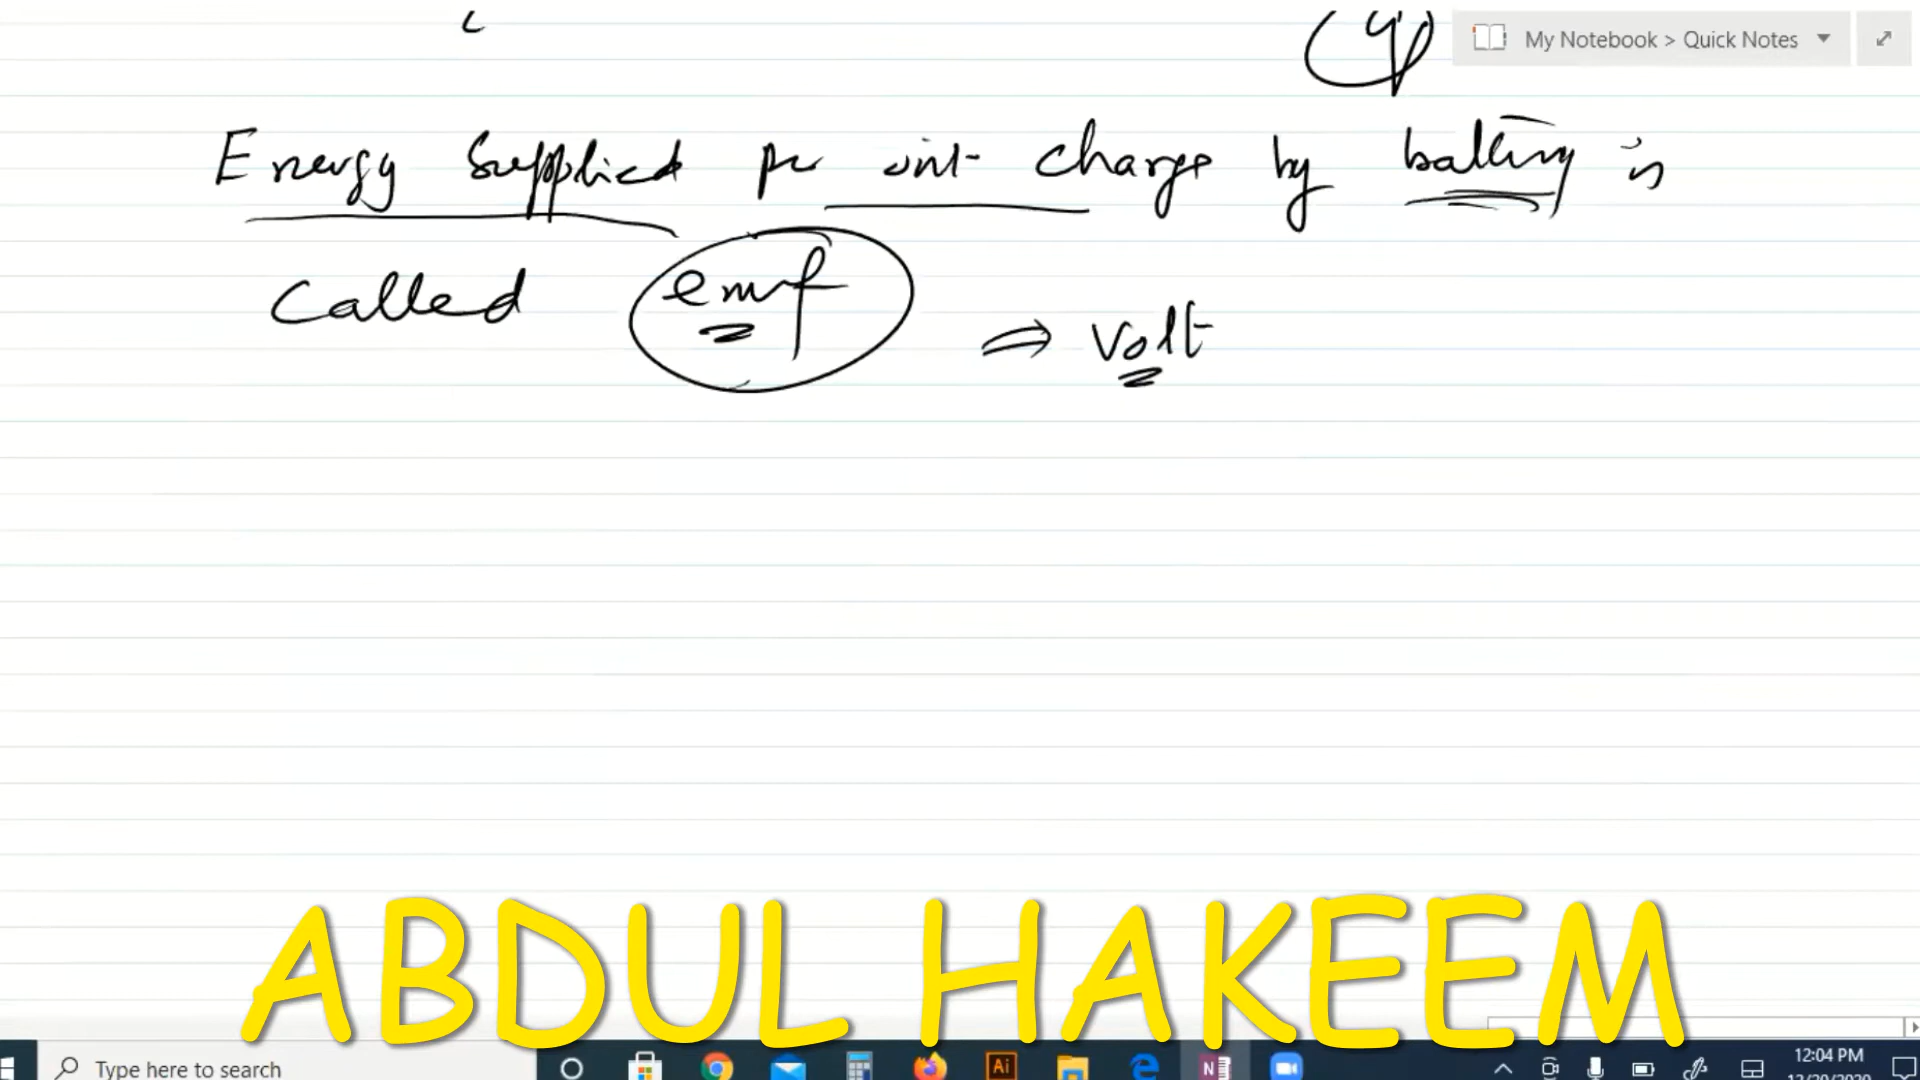 My Notebook > Quick Notes
Energy Supplied per unit charge by battery is
Called emf ⇒ Volt
ABDUL HAKEEM
Type here to search
Ai
N
12:04 PM